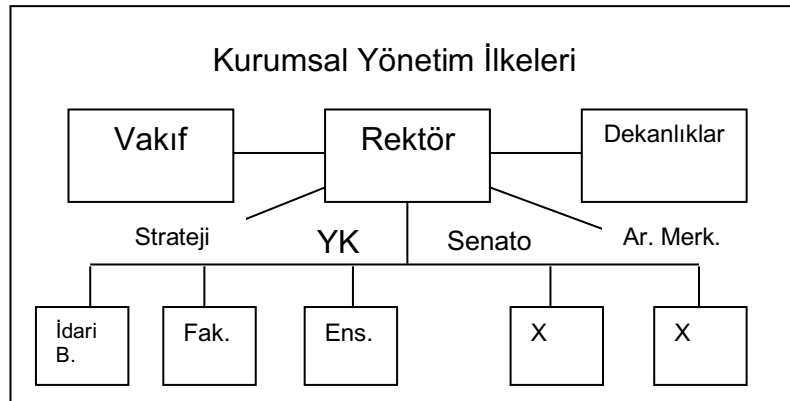 Kurumsal Yönetim İlkeleri
Vakıf
Rektör
Dekanlıklar
Strateji
YK
Senato
Ar. Merk.
İdari
B.
Fak.
Ens.
X
X